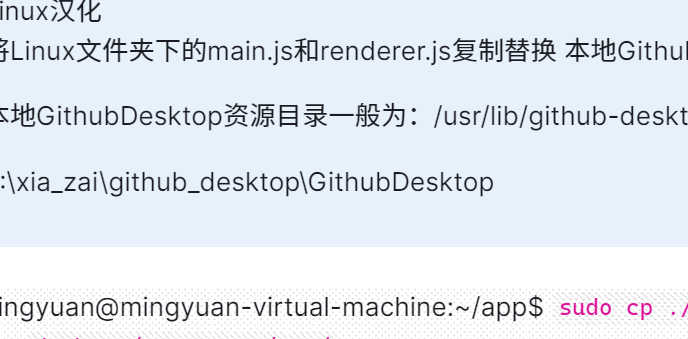 inux汉化
将Linux文件夹下的main.js和renderer.js复制替换 本地Github
本地GithubDesktop资源目录一般为：/usr/lib/github-deskt
:\xia_zai\github_desktop\GithubDesktop
ingyuan@mingyuan-virtual-machine:~/app$ sudo cp ./